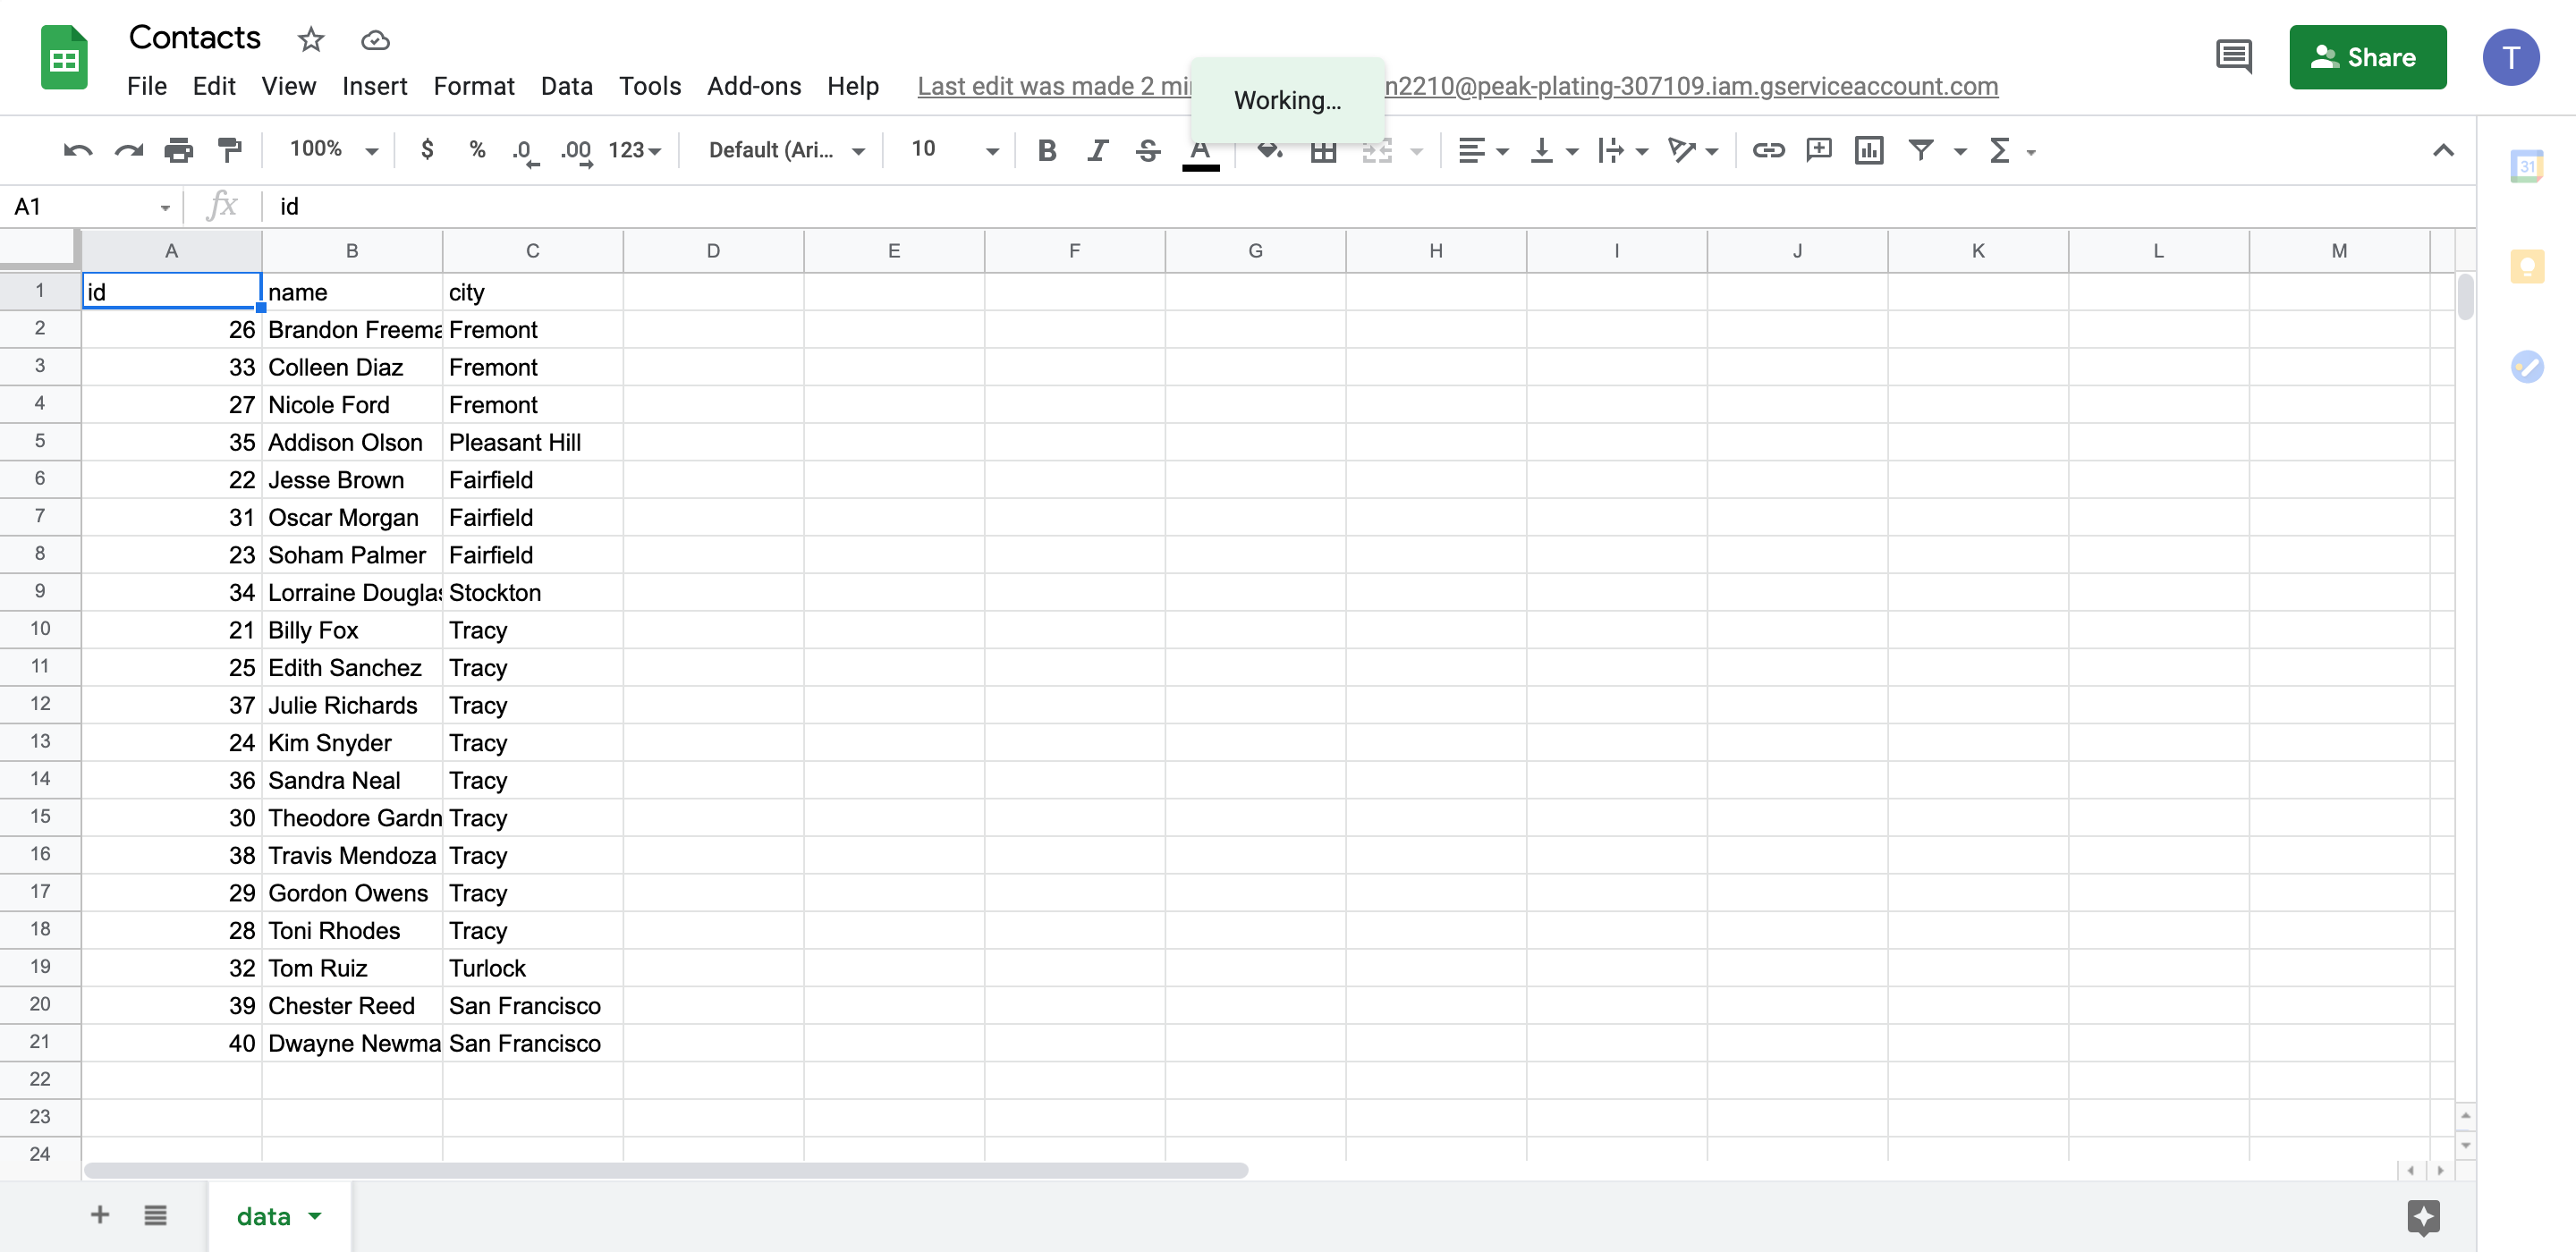 Contacts
File Edit View Insert Format Data Tools Add-ons Help Last edit was made 2 n2210@peak-plating-307109.iam.gserviceaccount.com
Working...
Share
T
100% $ % .0 .00 123 Default (Ari... 10 B I S A
31
A1 fx id
A B C D E F G H I J K L M
1 id name city
2 26 Brandon Freema Fremont
3 33 Colleen Diaz Fremont
4 27 Nicole Ford Fremont
5 35 Addison Olson Pleasant Hill
6 22 Jesse Brown Fairfield
7 31 Oscar Morgan Fairfield
8 23 Soham Palmer Fairfield
9 34 Lorraine Douglas Stockton
10 21 Billy Fox Tracy
11 25 Edith Sanchez Tracy
12 37 Julie Richards Tracy
13 24 Kim Snyder Tracy
14 36 Sandra Neal Tracy
15 30 Theodore Gardn Tracy
16 38 Travis Mendoza Tracy
17 29 Gordon Owens Tracy
18 28 Toni Rhodes Tracy
19 32 Tom Ruiz Turlock
20 39 Chester Reed San Francisco
21 40 Dwayne Newma San Francisco
22
23
24
data